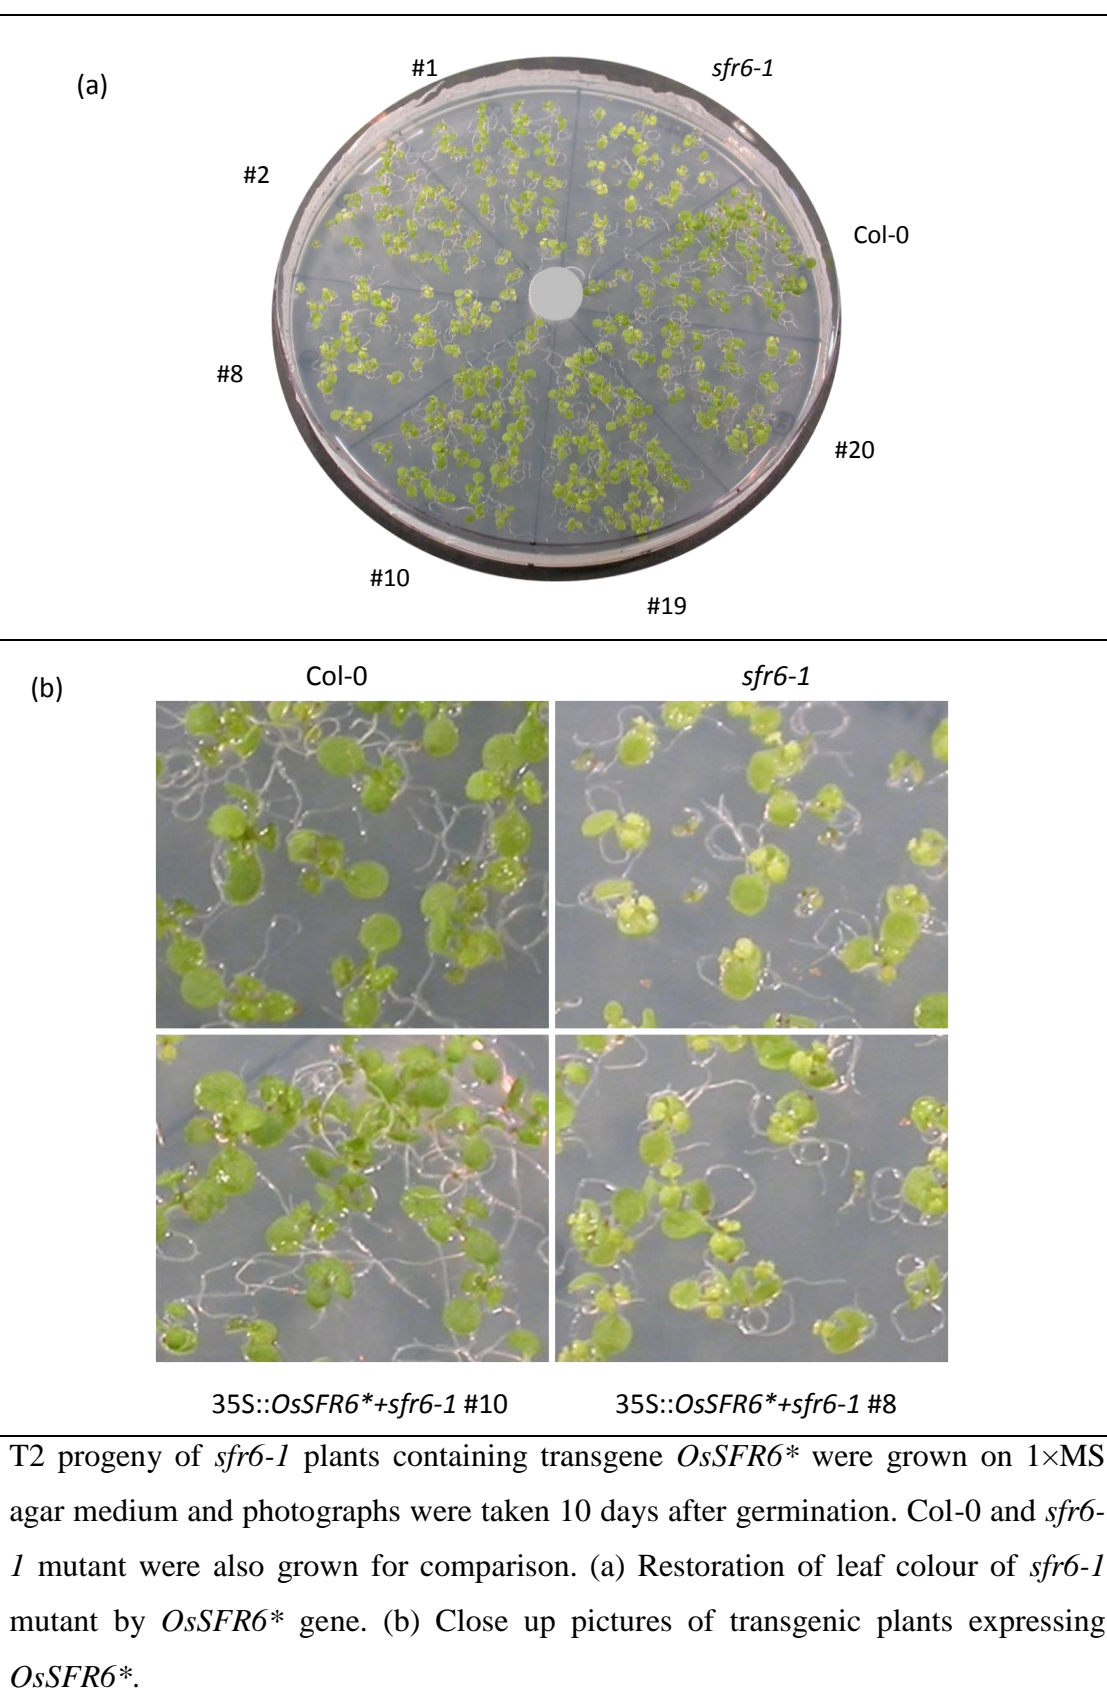 (a)
#1
sfr6-1
#2
Col-0
#8
#20
#10
#19
(b)
Col-0
sfr6-1
35S::OsSFR6*+sfr6-1 #10
35S::OsSFR6*+sfr6-1 #8
T2 progeny of sfr6-1 plants containing transgene OsSFR6* were grown on 1×MS
agar medium and photographs were taken 10 days after germination. Col-0 and sfr6-
1 mutant were also grown for comparison. (a) Restoration of leaf colour of sfr6-1
mutant by OsSFR6* gene. (b) Close up pictures of transgenic plants expressing
OsSFR6*.